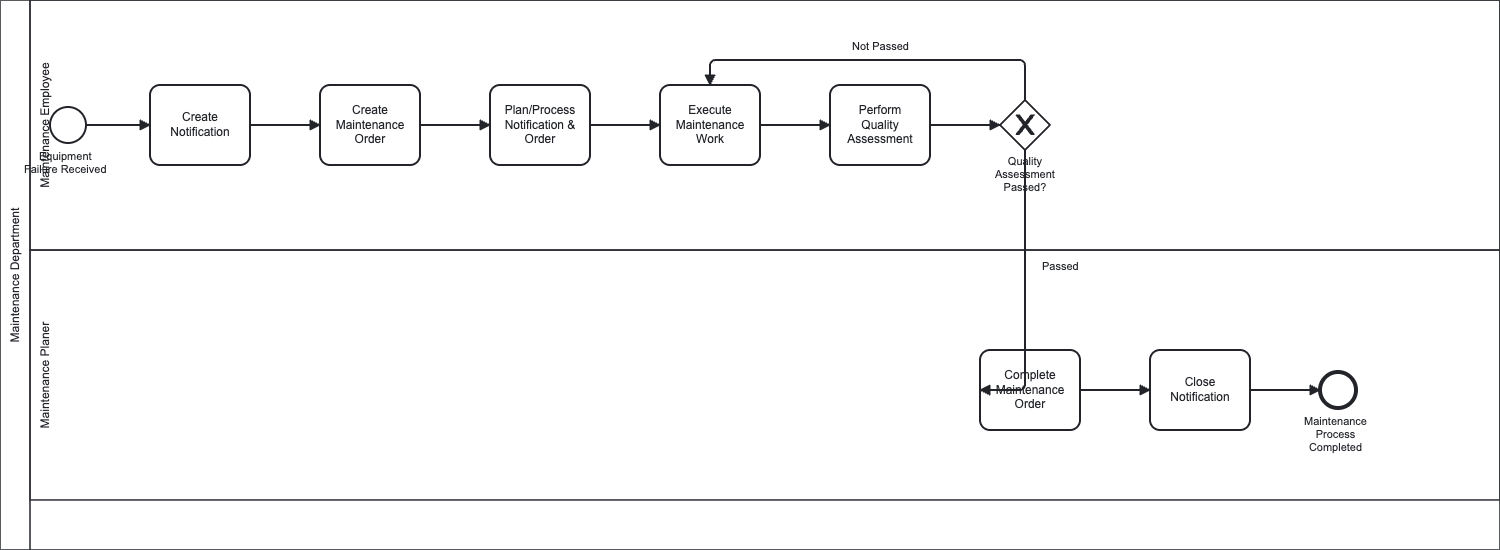 Maintenance Department
Maintenance Employee
Equipment
Failure Received
Create
Notification
Create
Maintenance
Order
Plan/Process
Notification &
Order
Execute
Maintenance
Work
Perform
Quality
Assessment
Not Passed
X
Quality
Assessment
Passed?
Maintenance Planer
Passed
Complete
Maintenance
Order
Close
Notification
Maintenance
Process
Completed